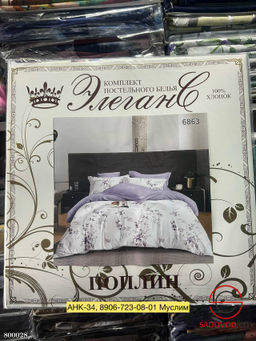 КОМПЛЕКТ
ПОСТЕЛЬНОГО БЕЛЬЯ
ЭлеганС
100%
ХЛОПОК
6863
ПОПЛИН
АНК-34, 8906-723-08-01 Муслим
SADOVOD
800028